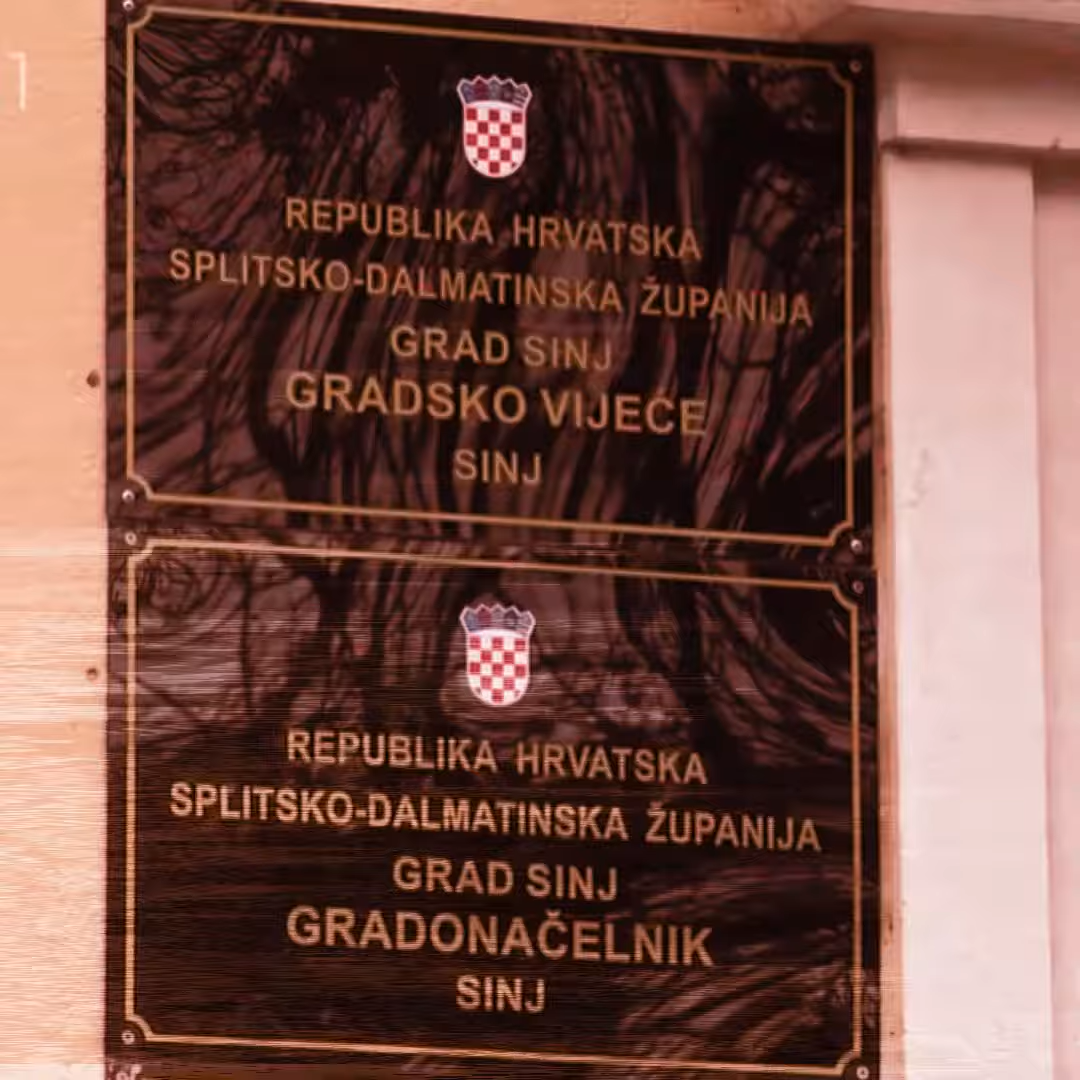 REPUBLIKA HRVATSKA
SPLITSKO-DALMATINSKA ŽUPANIJA
GRAD SINJ
GRADSKO VIJEĆE
SINJ
REPUBLIKA HRVATSKA
SPLITSKO-DALMATINSKA ŽUPANIJA
GRAD SINJ
GRADONAČELNIK
SINJ